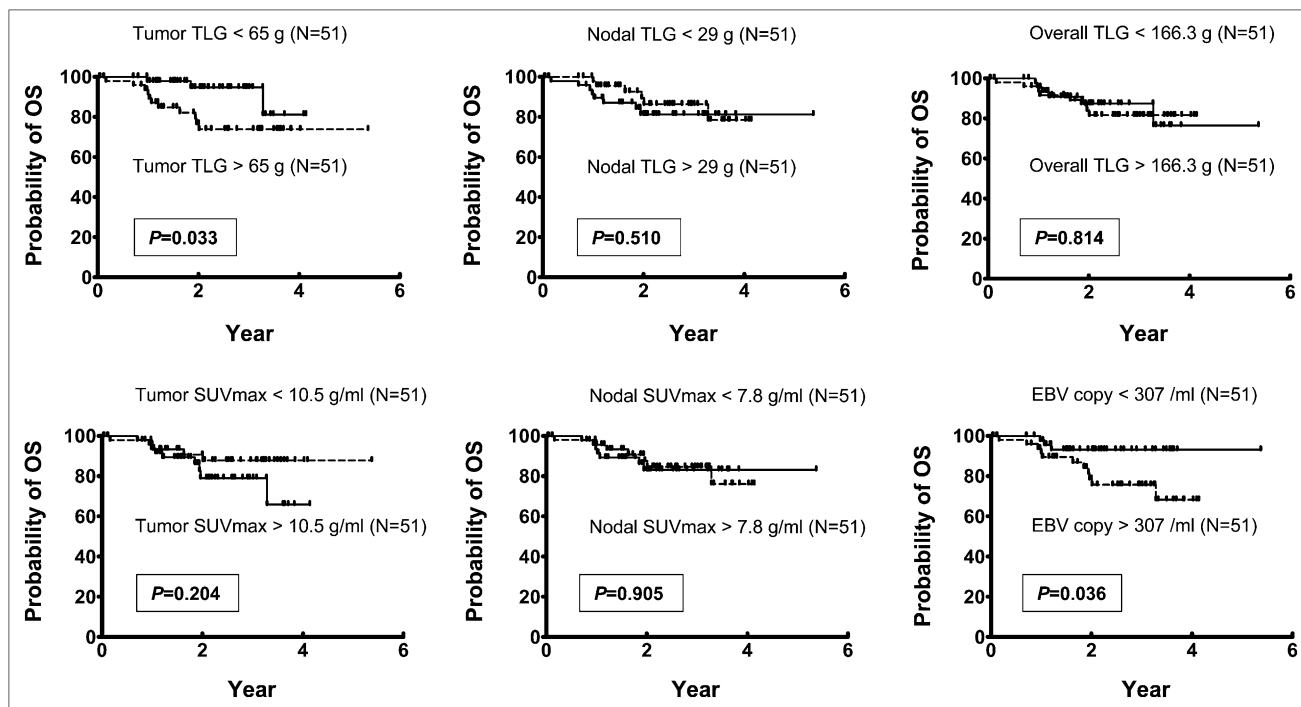 Tumor TLG < 65 g (N=51)
Probability of OS
100
80
60
40
20
0
Tumor TLG > 65 g (N=51)
P=0.033
0 2 4 6
Year
Nodal TLG < 29 g (N=51)
Probability of OS
100
80
60
40
20
0
Nodal TLG > 29 g (N=51)
P=0.510
0 2 4 6
Year
Overall TLG < 166.3 g (N=51)
Probability of OS
100
80
60
40
20
0
Overall TLG > 166.3 g (N=51)
P=0.814
0 2 4 6
Year
Tumor SUVmax < 10.5 g/ml (N=51)
Probability of OS
100
80
60
40
20
0
Tumor SUVmax > 10.5 g/ml (N=51)
P=0.204
0 2 4 6
Year
Nodal SUVmax < 7.8 g/ml (N=51)
Probability of OS
100
80
60
40
20
0
Nodal SUVmax > 7.8 g/ml (N=51)
P=0.905
0 2 4 6
Year
EBV copy < 307 /ml (N=51)
Probability of OS
100
80
60
40
20
0
EBV copy > 307 /ml (N=51)
P=0.036
0 2 4 6
Year